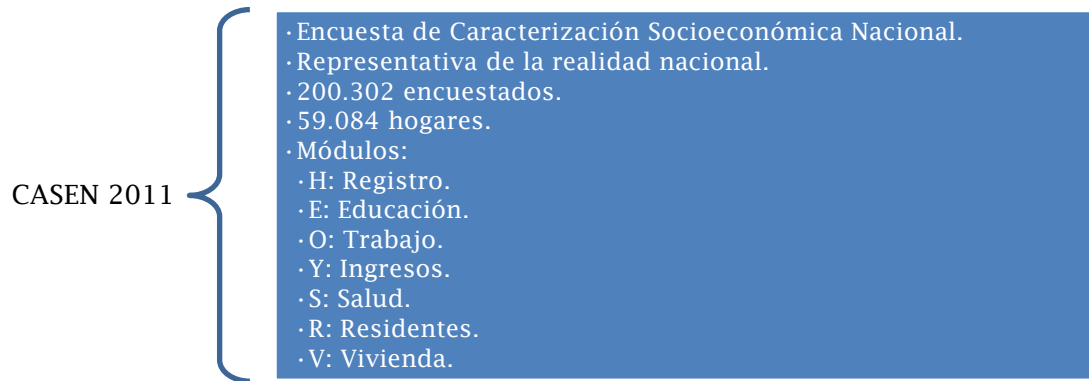 CASEN 2011
·Encuesta de Caracterización Socioeconómica Nacional.
·Representativa de la realidad nacional.
·200.302 encuestados.
·59.084 hogares.
·Módulos:
·H: Registro.
·E: Educación.
·O: Trabajo.
·Y: Ingresos.
·S: Salud.
·R: Residentes.
·V: Vivienda.